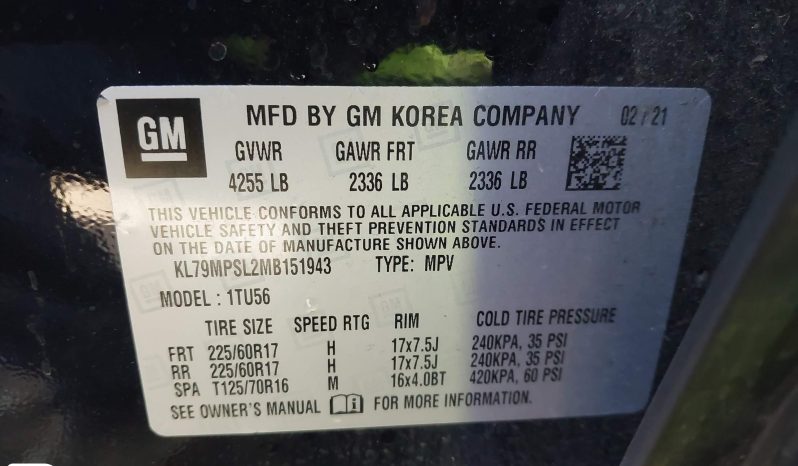 GM MFD BY GM KOREA COMPANY 02 / 21
GVWR GAWR FRT GAWR RR
4255 LB 2336 LB 2336 LB
THIS VEHICLE CONFORMS TO ALL APPLICABLE U.S. FEDERAL MOTOR
VEHICLE SAFETY AND THEFT PREVENTION STANDARDS IN EFFECT
ON THE DATE OF MANUFACTURE SHOWN ABOVE.
KL79MPSL2MB151943 TYPE: MPV
MODEL : 1TU56
TIRE SIZE SPEED RTG RIM COLD TIRE PRESSURE
FRT 225/60R17 H 17x7.5J 240KPA, 35 PSI
RR 225/60R17 H 17x7.5J 240KPA, 35 PSI
SPA T125/70R16 M 16x4.0BT 420KPA, 60 PSI
SEE OWNER'S MANUAL FOR MORE INFORMATION.